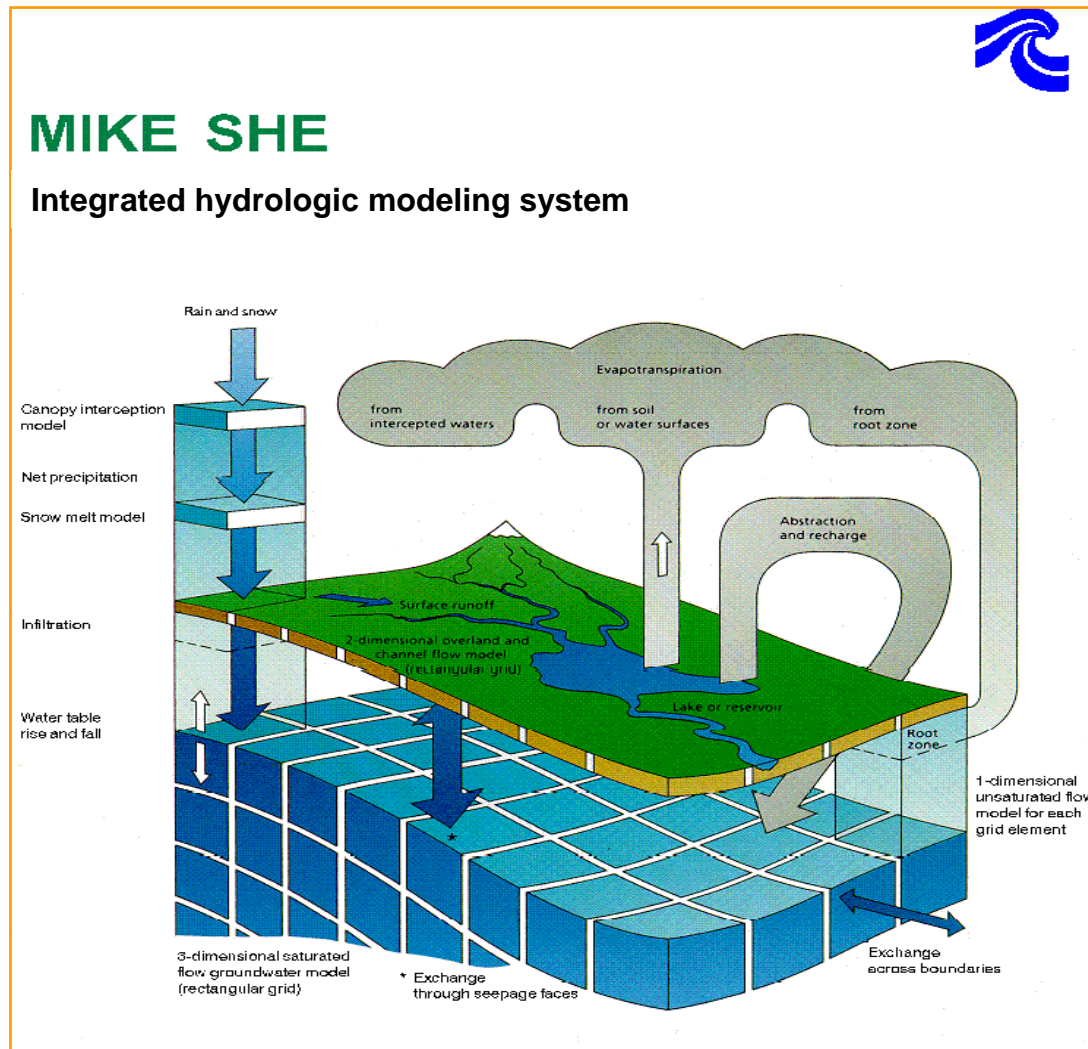 MIKE SHE
Integrated hydrologic modeling system
Rain and snow
Canopy interception
model
Net precipitation
Snow melt model
Infiltration
Water table
rise and fall
Evapotranspiration
from
intercepted waters
from soil
or water surfaces
from
root zone
Abstraction
and recharge
Surface runoff
2-dimensional overland and
channel flow model
(rectangular grid)
Lake or reservoir
Root
zone
1-dimensional
unsaturated flow
model for each
grid element
3-dimensional saturated
flow groundwater model
(rectangular grid)
*
* Exchange
through seepage faces
Exchange
across boundaries